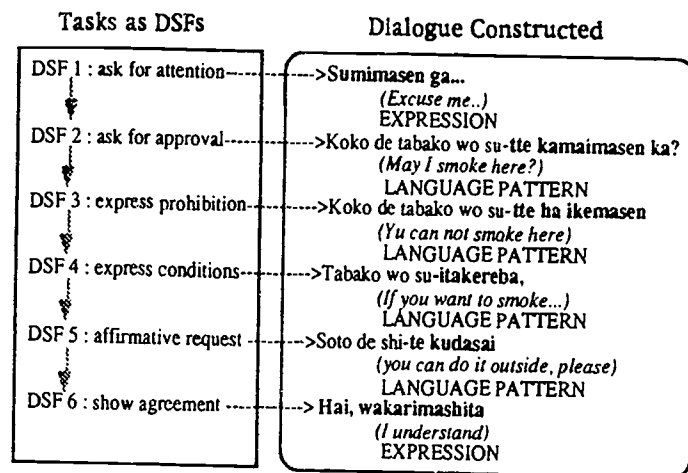 Tasks as DSFs
Dialogue Constructed
DSF 1 : ask for attention
>Sumimasen ga...
(Excuse me..)
EXPRESSION
DSF 2 : ask for approval
>Koko de tabako wo su-tte kamaimasen ka?
(May I smoke here?)
LANGUAGE PATTERN
DSF 3 : express prohibition
>Koko de tabako wo su-tte ha ikemasen
(Yu can not smoke here)
LANGUAGE PATTERN
DSF 4 : express conditions
>Tabako wo su-itakereba,
(If you want to smoke...)
LANGUAGE PATTERN
DSF 5 : affirmative request
>Soto de shi-te kudasai
(you can do it outside, please)
LANGUAGE PATTERN
DSF 6 : show agreement
> Hai, wakarimashita
(I understand)
EXPRESSION